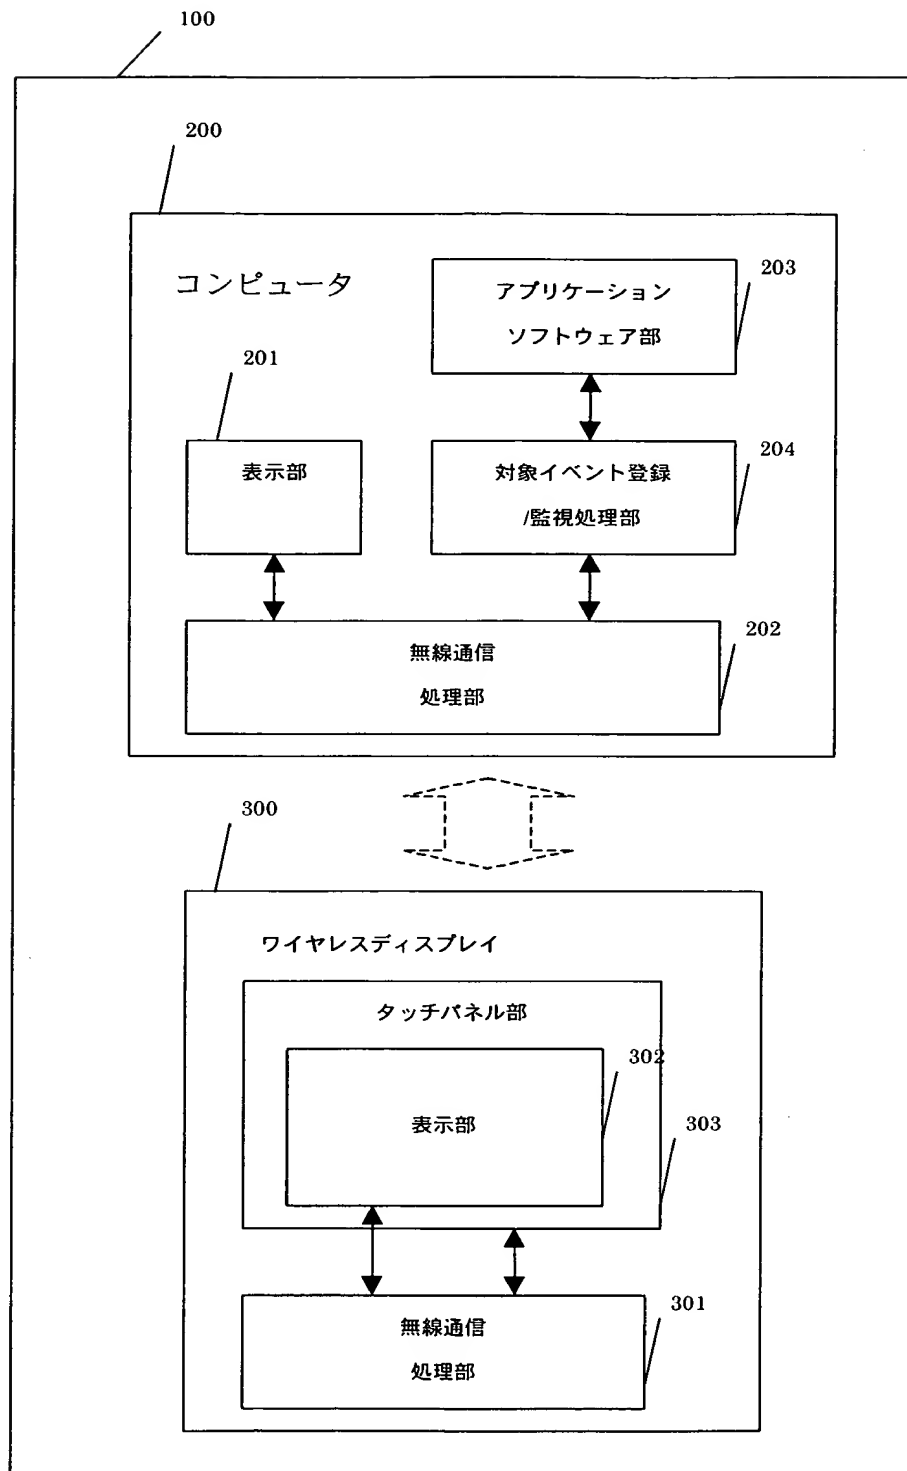 100
200
コンピュータ
アプリケーション
ソフトウェア部
203
201
表示部
対象イベント登録
/監視処理部
204
無線通信
処理部
202
300
ワイヤレスディスプレイ
タッチパネル部
302
表示部
303
無線通信
処理部
301